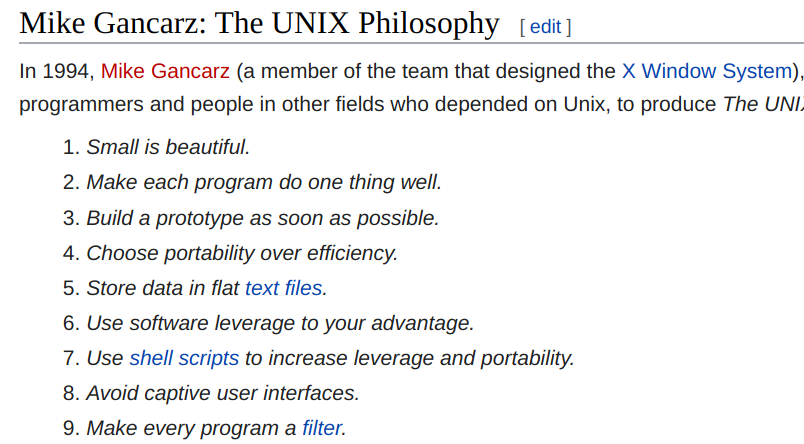 Mike Gancarz: The UNIX Philosophy [ edit ]
In 1994, Mike Gancarz (a member of the team that designed the X Window System),
programmers and people in other fields who depended on Unix, to produce The UNIX
1. Small is beautiful.
2. Make each program do one thing well.
3. Build a prototype as soon as possible.
4. Choose portability over efficiency.
5. Store data in flat text files.
6. Use software leverage to your advantage.
7. Use shell scripts to increase leverage and portability.
8. Avoid captive user interfaces.
9. Make every program a filter.